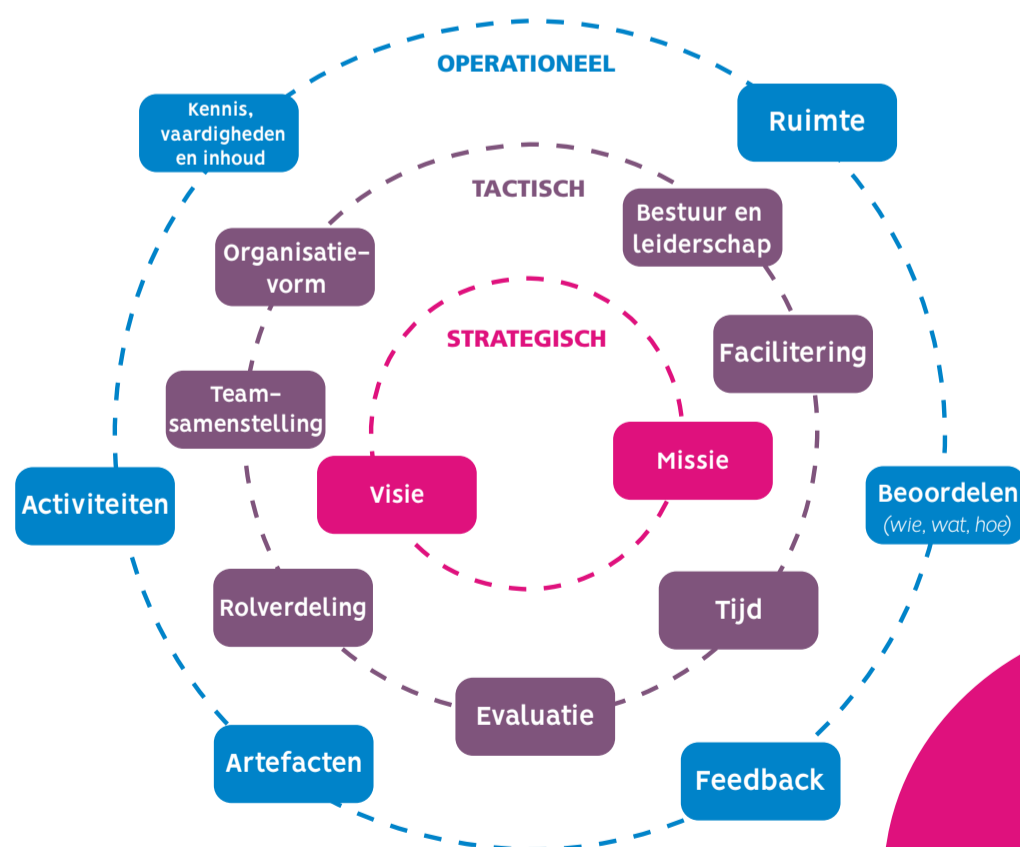 OPERATIONEEL
Kennis,
vaardigheden
en inhoud
Ruimte
TACTISCH
Bestuur en
leiderschap
Organisatie-
vorm
STRATEGISCH
Facilitering
Team-
samenstelling
Missie
Visie
Activiteiten
Beoordelen
(wie, wat, hoe)
Rolverdeling
Tijd
Evaluatie
Artefacten
Feedback